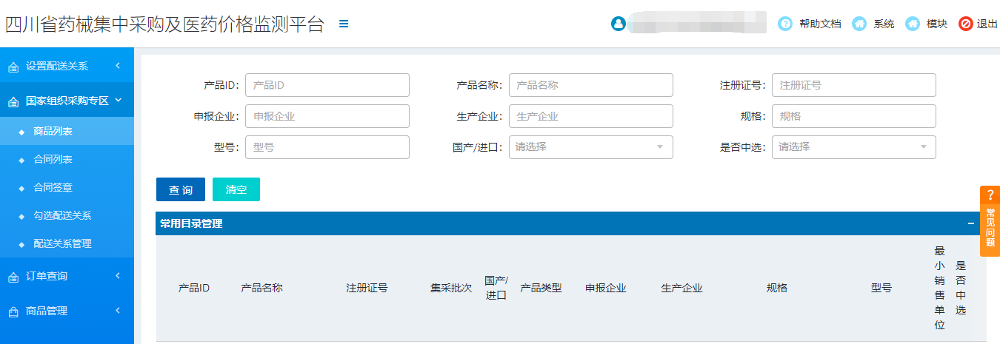 四川省药械集中采购及医药价格监测平台
帮助文档 系统 模块 退出
设置配送关系
国家组织采购专区
商品列表
合同列表
合同签章
勾选配送关系
配送关系管理
订单查询
商品管理
产品ID: 产品ID 产品名称: 产品名称 注册证号: 注册证号
申报企业: 申报企业 生产企业: 生产企业 规格: 规格
型号: 型号 国产/进口: 请选择 是否中选: 请选择
查 询 清空
常用目录管理
产品ID 产品名称 注册证号 集采批次 国产/进口 产品类型 申报企业 生产企业 规格 型号 最小销售单位 是否中选
?
常见问题